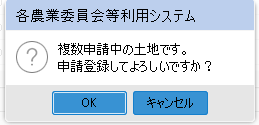 各農業委員会等利用システム
複数申請中の土地です。
申請登録してよろしいですか？
OK
キャンセル